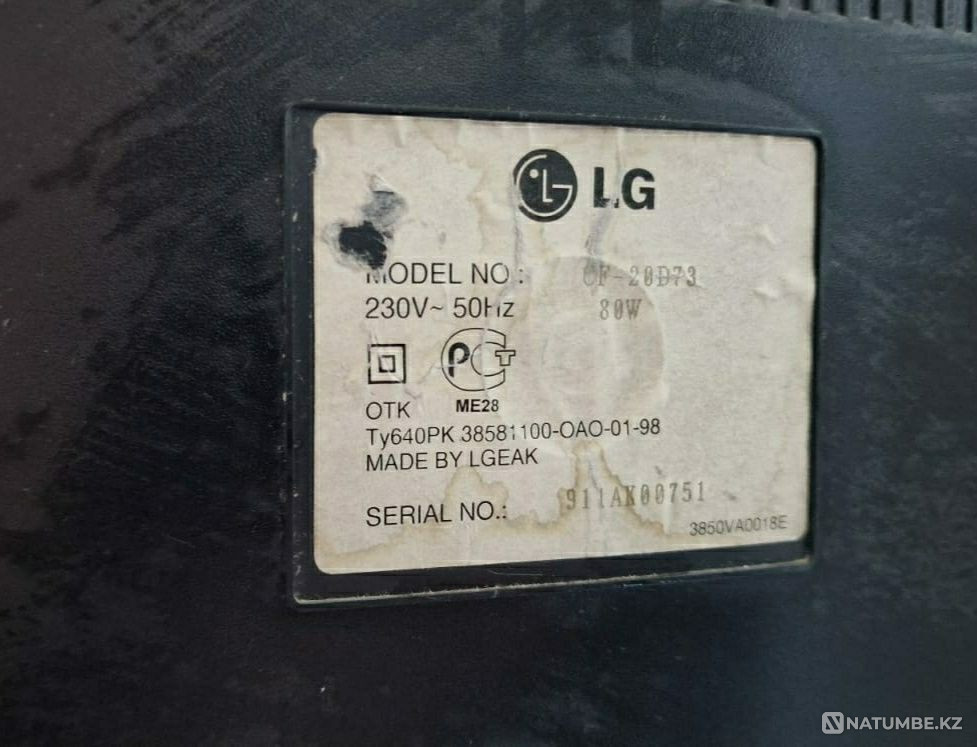 LG
MODEL NO.: CF-20D73
230V~ 50Hz 80W
РСТ
OTK ME28
Ty640PK 38581100-OAO-01-98
MADE BY LGEAK
SERIAL NO.: 911AK00751
3850VA0018E
NATUMBE.KZ